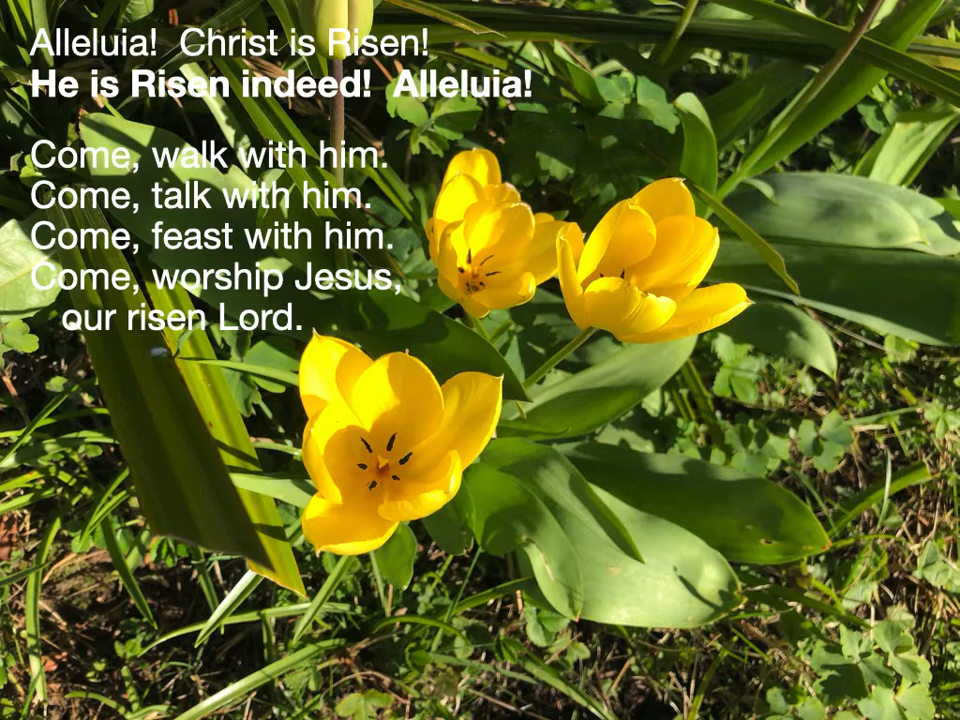 Alleluia!  Christ is Risen!
He is Risen indeed!  Alleluia!
Come, walk with him.
Come, talk with him.
Come, feast with him.
Come, worship Jesus,
our risen Lord.